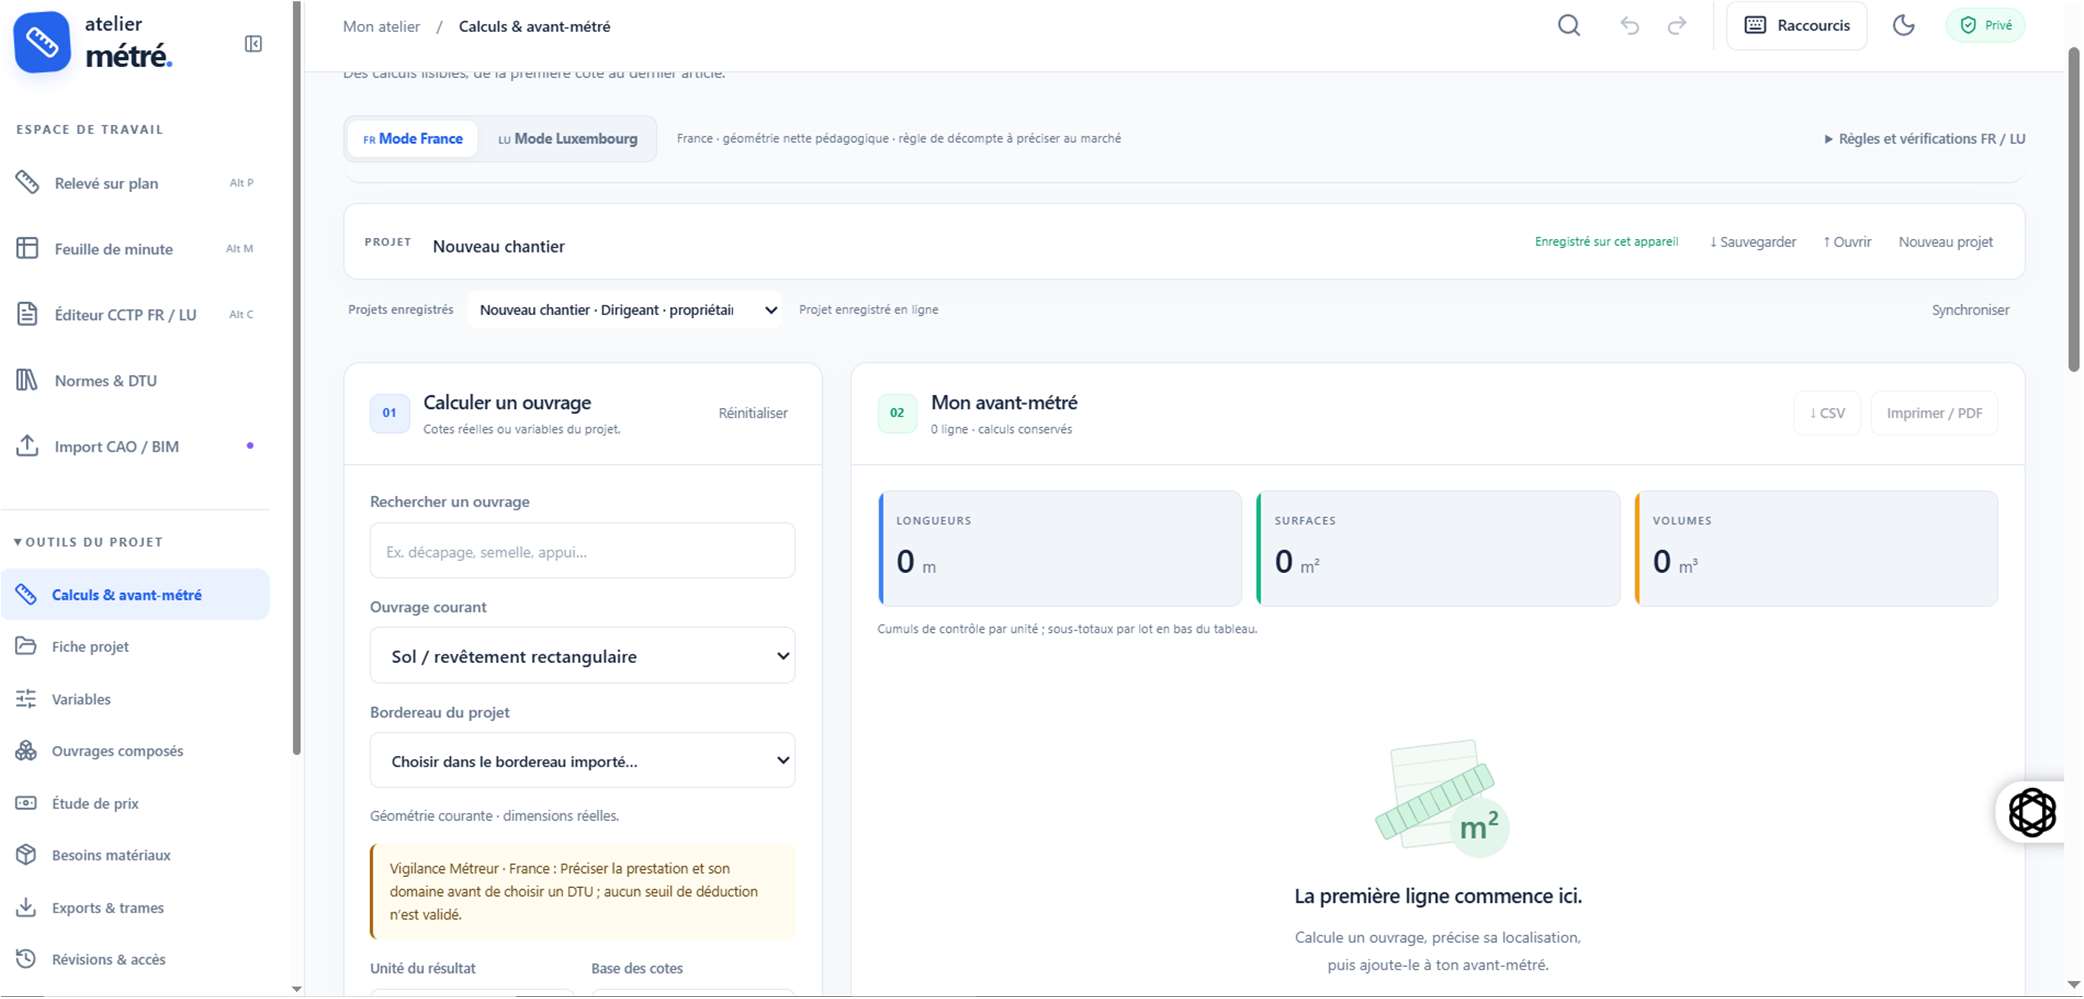 atelier
métré.
ESPACE DE TRAVAIL
Relevé sur plan Alt P
Feuille de minute Alt M
Éditeur CCTP FR / LU Alt C
Normes & DTU
Import CAO / BIM
▼OUTILS DU PROJET
Calculs & avant-métré
Fiche projet
Variables
Ouvrages composés
Étude de prix
Besoins matériaux
Exports & trames
Révisions & accès
Mon atelier / Calculs & avant-métré
Raccourcis
Privé
Des calculs lisibles, de la première cote au dernier article.
FR Mode France
LU Mode Luxembourg
France · géométrie nette pédagogique · règle de décompte à préciser au marché
▶ Règles et vérifications FR / LU
PROJET Nouveau chantier
Enregistré sur cet appareil
↓ Sauvegarder
↑ Ouvrir
Nouveau projet
Projets enregistrés
Nouveau chantier · Dirigeant · propriétai
Projet enregistré en ligne
Synchroniser
01
Calculer un ouvrage
Cotes réelles ou variables du projet.
Réinitialiser
Rechercher un ouvrage
Ex. décapage, semelle, appui...
Ouvrage courant
Sol / revêtement rectangulaire
Bordereau du projet
Choisir dans le bordereau importé...
Géométrie courante · dimensions réelles.
Vigilance Métreur · France : Préciser la prestation et son
domaine avant de choisir un DTU ; aucun seuil de déduction
n'est validé.
Unité du résultat
Base des cotes
02
Mon avant-métré
0 ligne · calculs conservés
↓ CSV
Imprimer / PDF
LONGUEURS
0 m
SURFACES
0 m²
VOLUMES
0 m³
Cumuls de contrôle par unité ; sous-totaux par lot en bas du tableau.
m²
La première ligne commence ici.
Calcule un ouvrage, précise sa localisation,
puis ajoute-le à ton avant-métré.